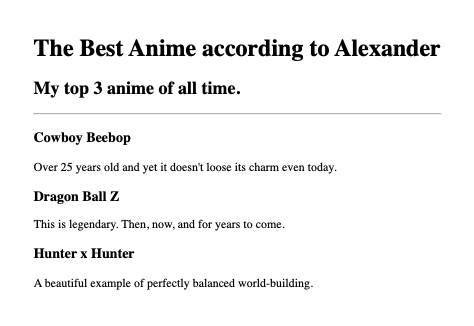 The Best Anime according to Alexander
My top 3 anime of all time.
Cowboy Beebop
Over 25 years old and yet it doesn't loose its charm even today.
Dragon Ball Z
This is legendary. Then, now, and for years to come.
Hunter x Hunter
A beautiful example of perfectly balanced world-building.